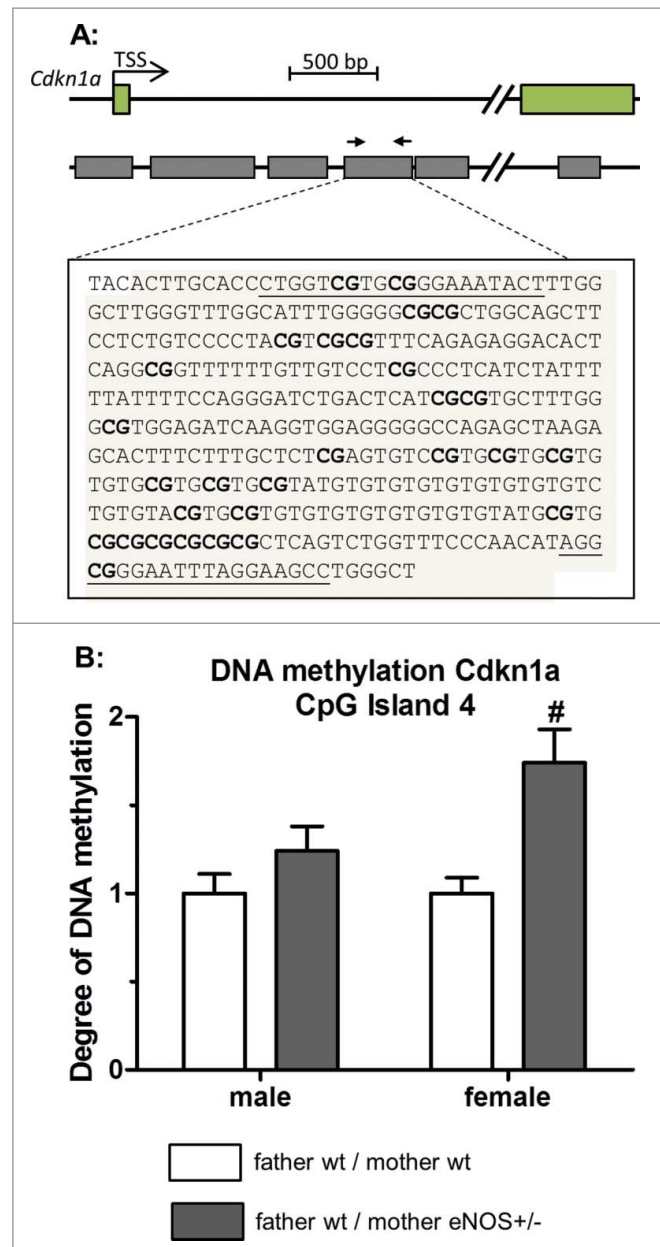 A:
Cdkn1a
TSS
500 bp
TACACTTGCACCCTGGTCGTGCGGGAAATACTTTGG
GCTTGGGTTTGGCATTTGGGGGCGCGCTGGCAGCTT
CCTCTGTCCCCTACGTCGCGTTTCAGAGAGGACACT
CAGGCGGTTTTTTGTTGTCCTCGCCCTCATCTATTT
TTATTTTCCAGGGATCTGACTCATCGCGTGCTTTGG
GCGTGGAGATCAAGGTGGAGGGGGCCAGAGCTAAGA
GCACTTTCTTTGCTCTCGAGTGTCCGTGCGTGCGTG
TGTGCGTGCGTGCGTATGTGTGTGTGTGTGTGTGTC
TGTGTACGTGCGTGTGTGTGTGTGTGTGTATGCGTG
CGCGCGCGCGCGCTCAGTCTGGTTTCCCAACATAGG
CGGGAATTTAGGAAGCCTGGGCT
B:
DNA methylation Cdkn1a
CpG Island 4
Degree of DNA methylation
2
#
1
0
male female
father wt / mother wt
father wt / mother eNOS+/-